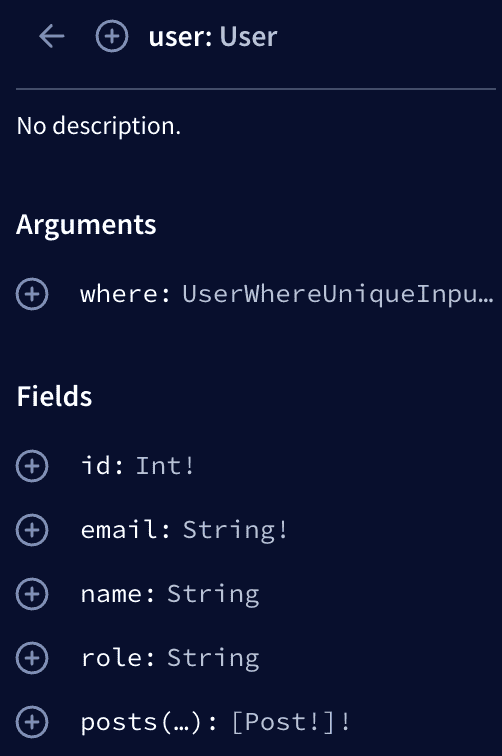 user: User
No description.
Arguments
where: UserWhereUniqueInpu…
Fields
id: Int!
email: String!
name: String
role: String
posts(…): [Post!]!